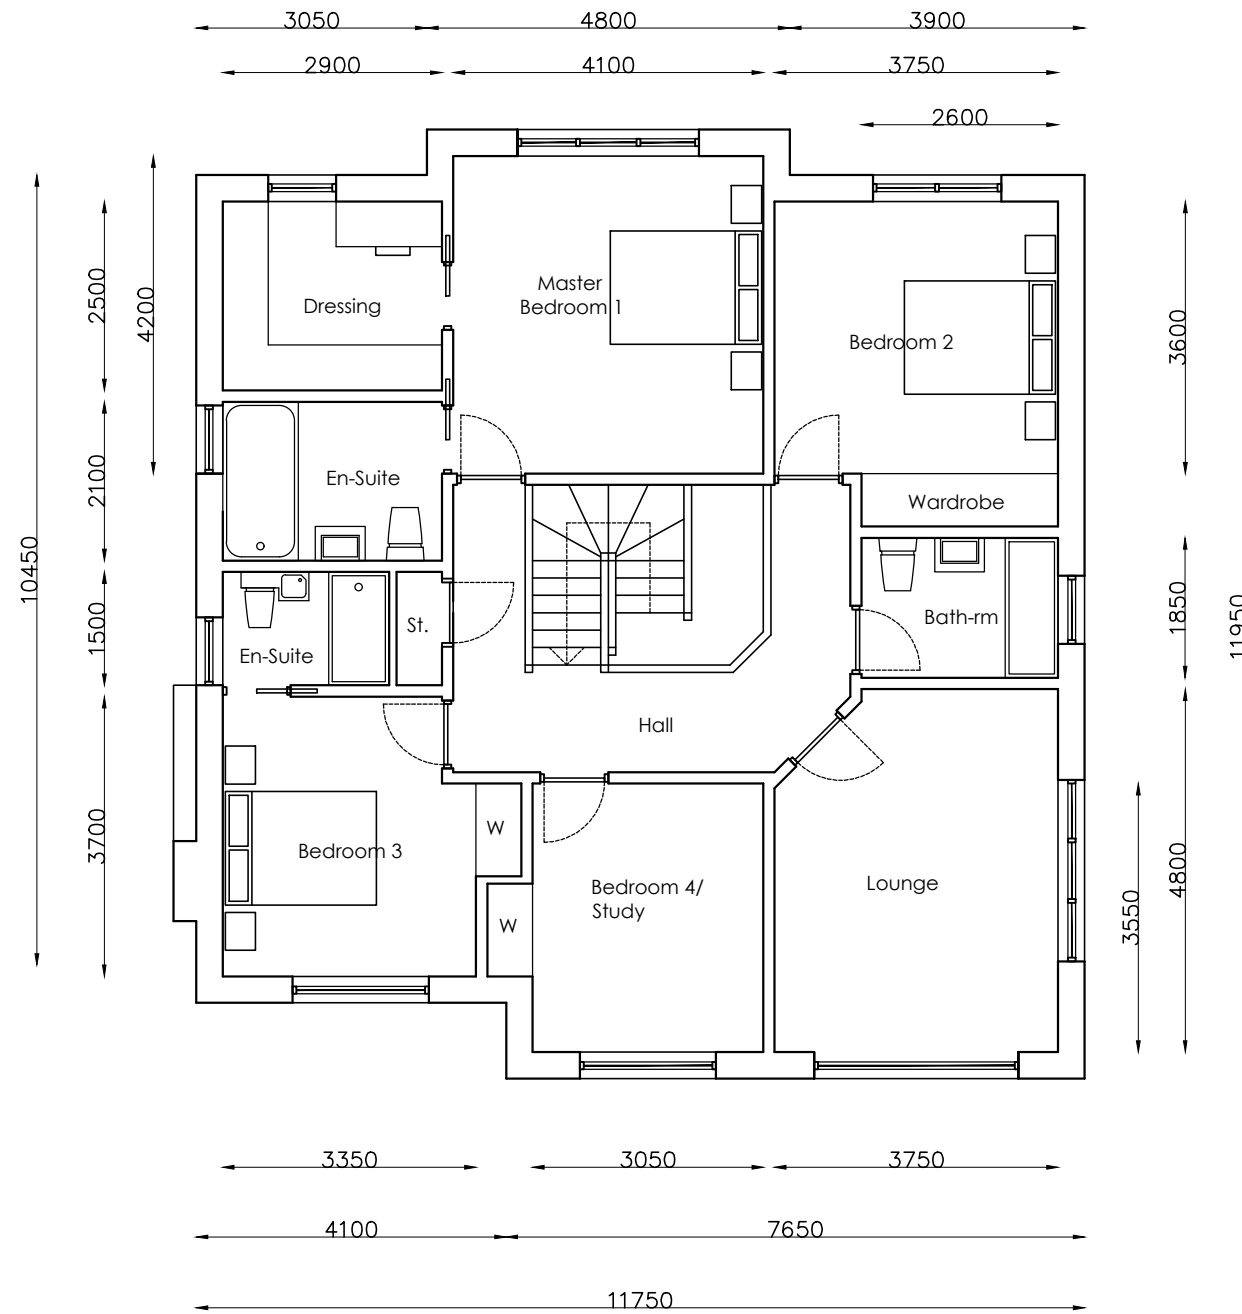 3050 4800 3900
2900 4100 3750
2600
10450
2500
4200
2100
1500
3700
3600
1850
11950
4800
3550
Dressing
Master
Bedroom 1
Bedroom 2
En-Suite
Wardrobe
En-Suite
St.
Bath-rm
Hall
Bedroom 3
W
W
Bedroom 4/
Study
Lounge
3350 3050 3750
4100 7650
11750